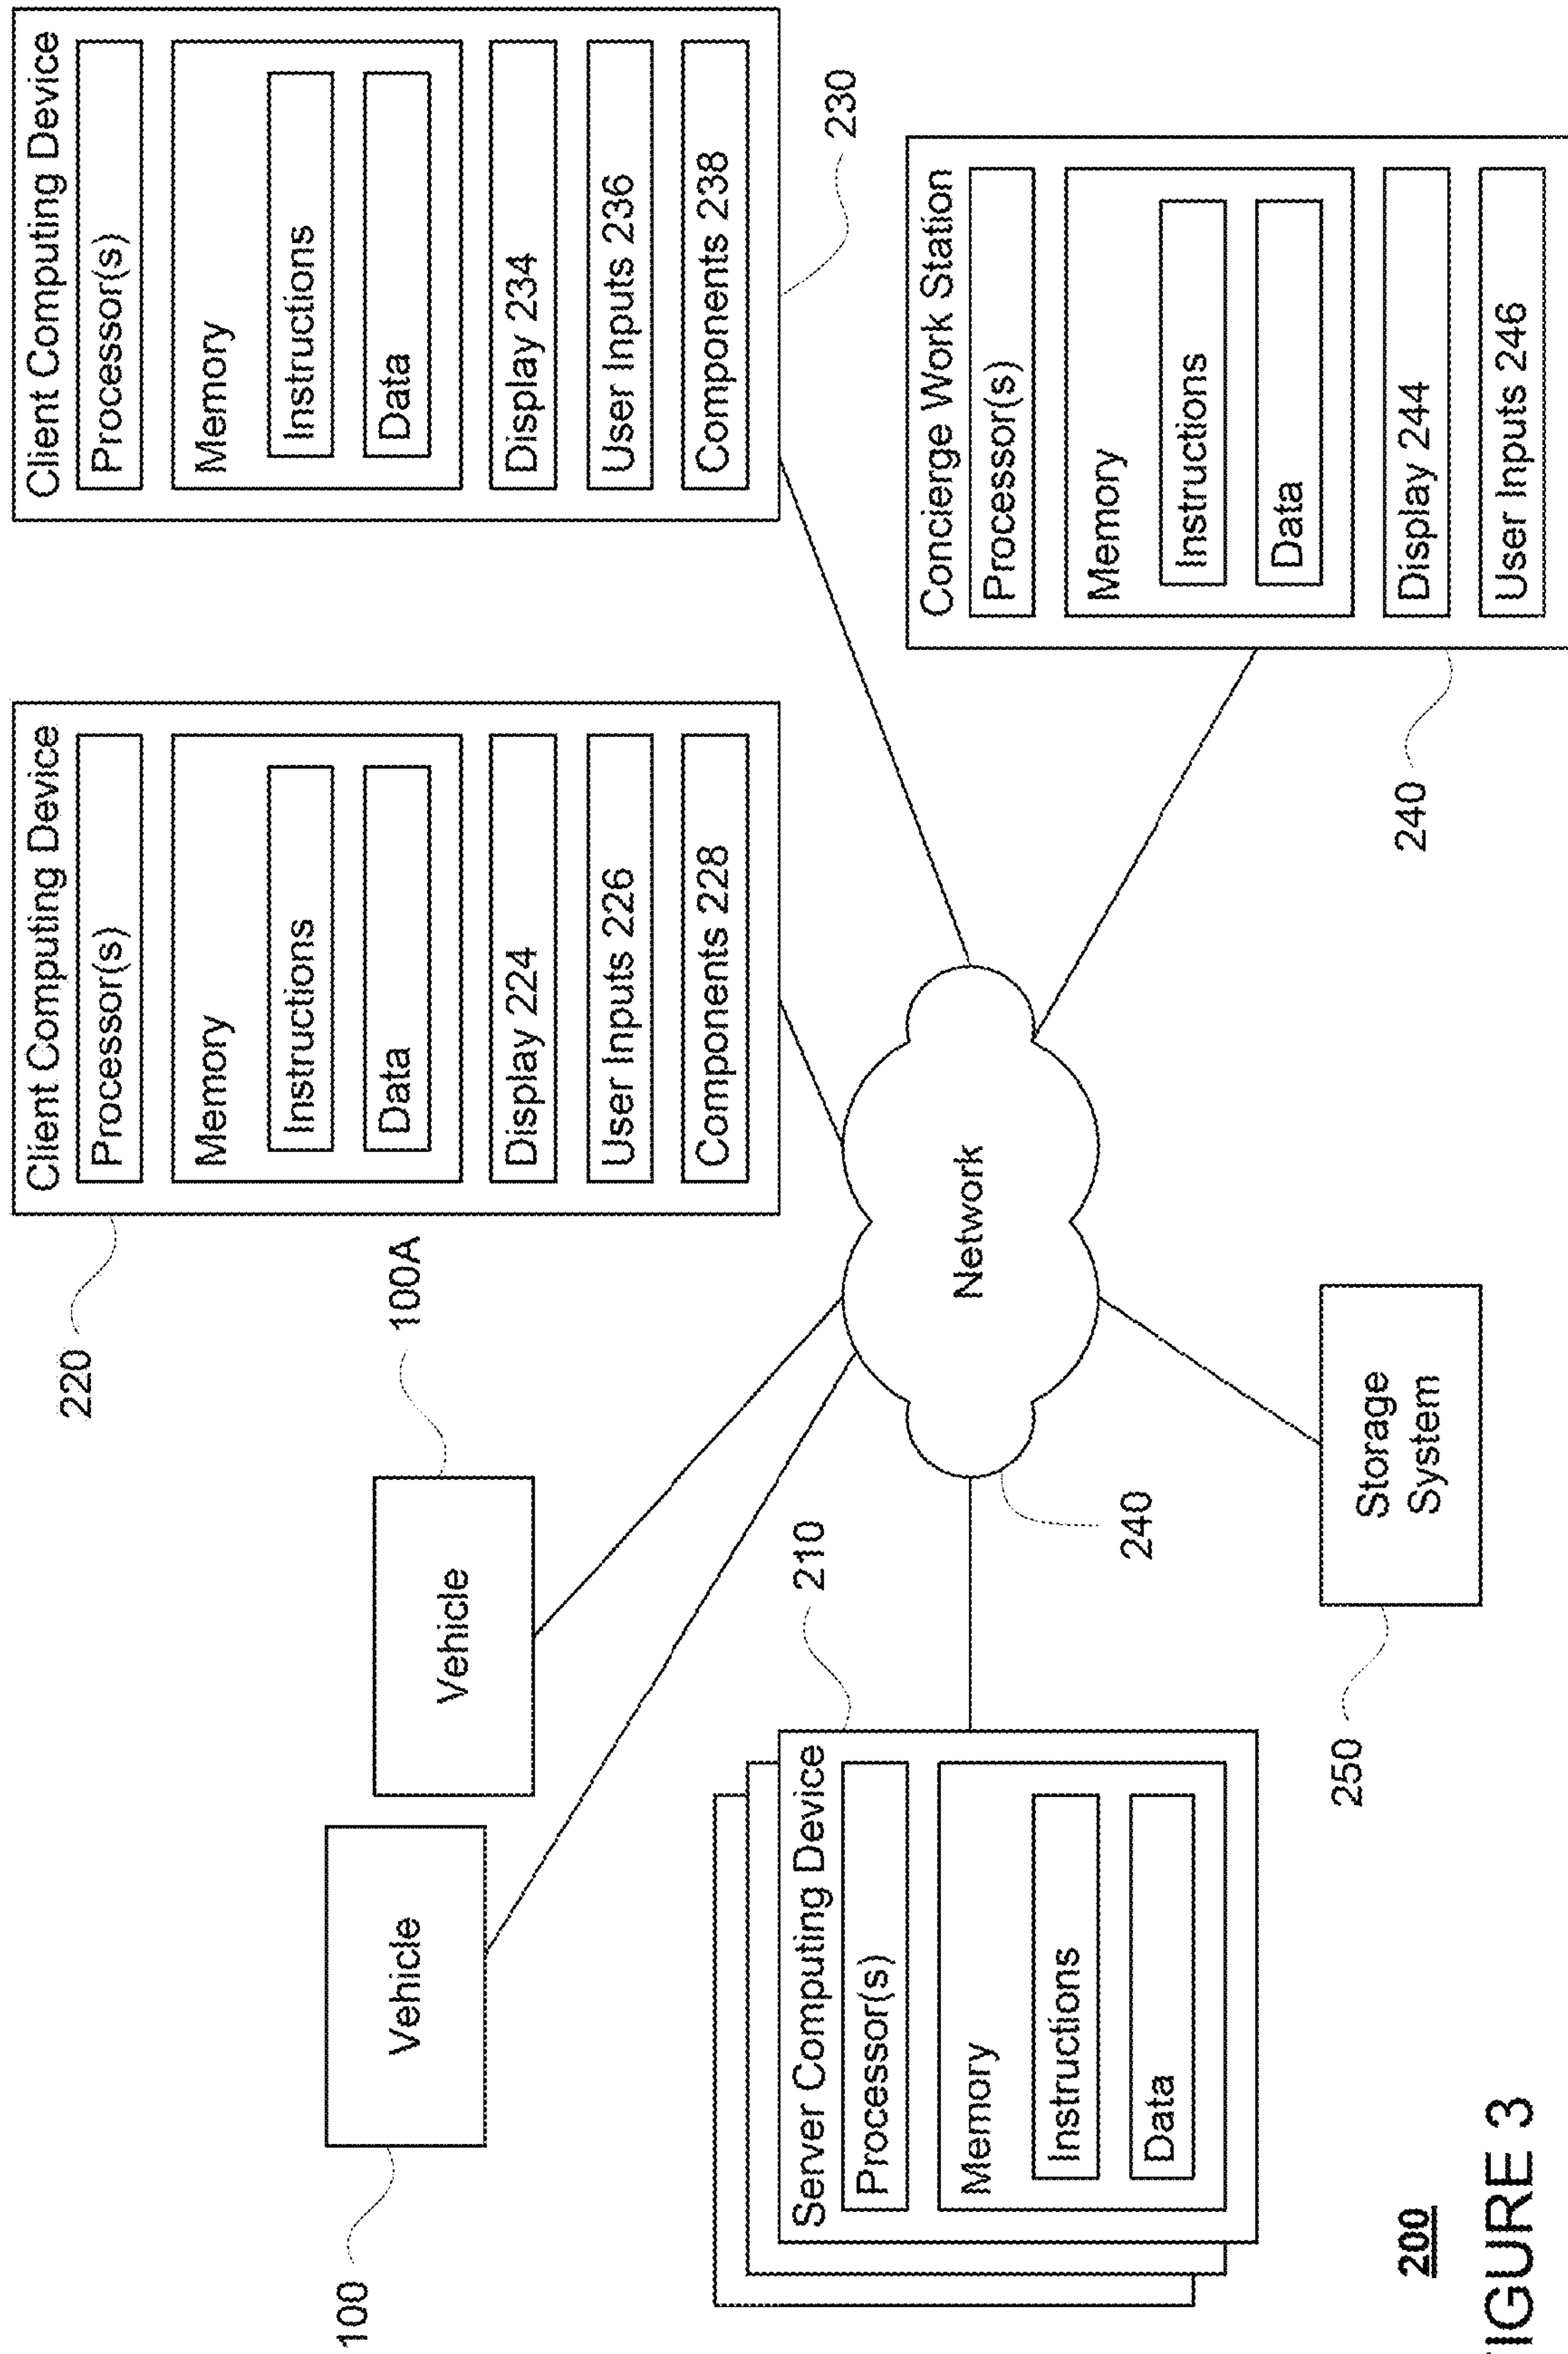 Client Computing Device
Processor(s)
Memory
Instructions
Data
Display 224
User Inputs 226
Components 228
220
Client Computing Device
Processor(s)
Memory
Instructions
Data
Display 234
User Inputs 236
Components 238
230
Vehicle
100
Vehicle
100A
Server Computing Device
Processor(s)
Memory
Instructions
Data
210
Network
240
Concierge Work Station
Processor(s)
Memory
Instructions
Data
Display 244
User Inputs 246
240
Storage
System
250
200
IGURE 3